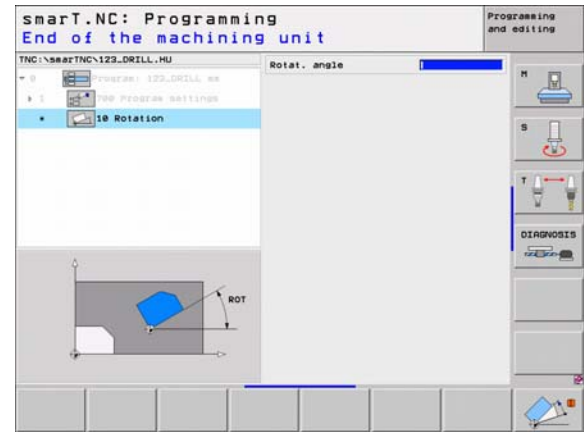 smarT.NC: Programming
End of the machining unit
Programming
and editing
TNC:\smarTNC\123_DRILL.HU
0 Program: 123_DRILL mm
1 700 Program settings
* 10 Rotation
Rotat. angle
ROT
M
S
T
DIAGNOSIS